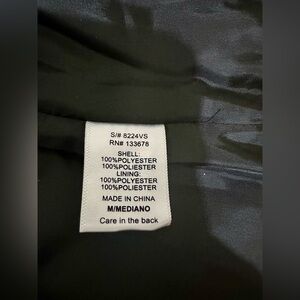 S/# 8224VS
RN# 133678
SHELL:
100%POLYESTER
100%POLIESTER
LINING:
100%POLYESTER
100%POLIESTER
MADE IN CHINA
M/MEDIANO
Care in the back